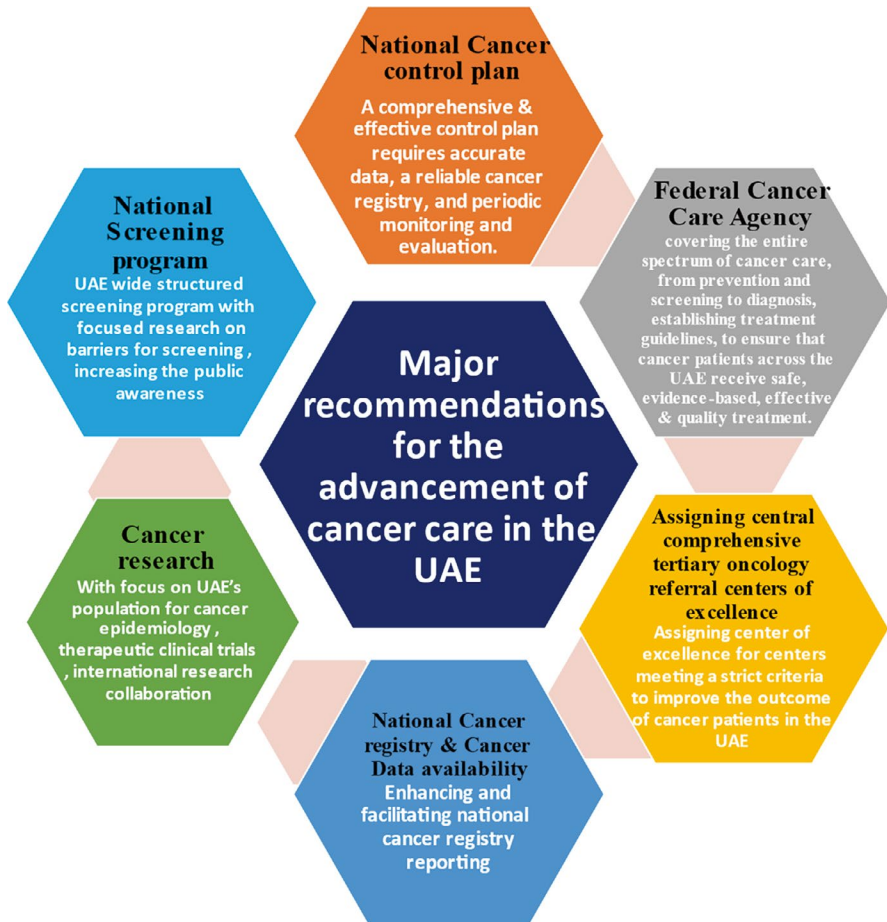 National Cancer
control plan
A comprehensive &
effective control plan
requires accurate
data, a reliable cancer
registry, and periodic
monitoring and
evaluation.
Federal Cancer
Care Agency
covering the entire
spectrum of cancer care,
from prevention and
screening to diagnosis,
establishing treatment
guidelines, to ensure that
cancer patients across the
UAE receive safe,
evidence-based, effective
& quality treatment.
Assigning central
comprehensive
tertiary oncology
referral centers of
excellence
Assigning center of
excellence for centers
meeting a strict criteria
to improve the outcome
of cancer patients in the
UAE
National Cancer
registry & Cancer
Data availability
Enhancing and
facilitating national
cancer registry
reporting
Cancer
research
With focus on UAE's
population for cancer
epidemiology ,
therapeutic clinical trials
, international research
collaboration
National
Screening
program
UAE wide structured
screening program with
focused research on
barriers for screening ,
increasing the public
awareness
Major
recommendations
for the
advancement of
cancer care in the
UAE